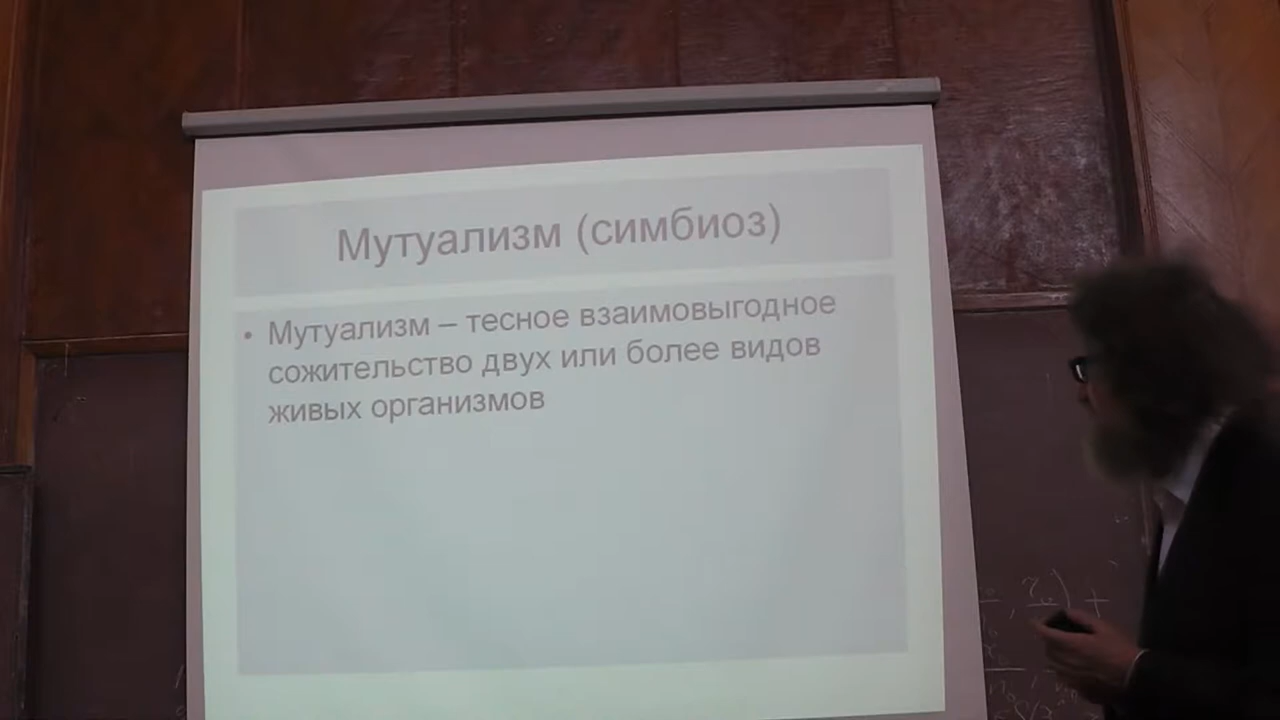 Мутуализм (симбиоз)
• Мутуализм – тесное взаимовыгодное
сожительство двух или более видов
живых организмов